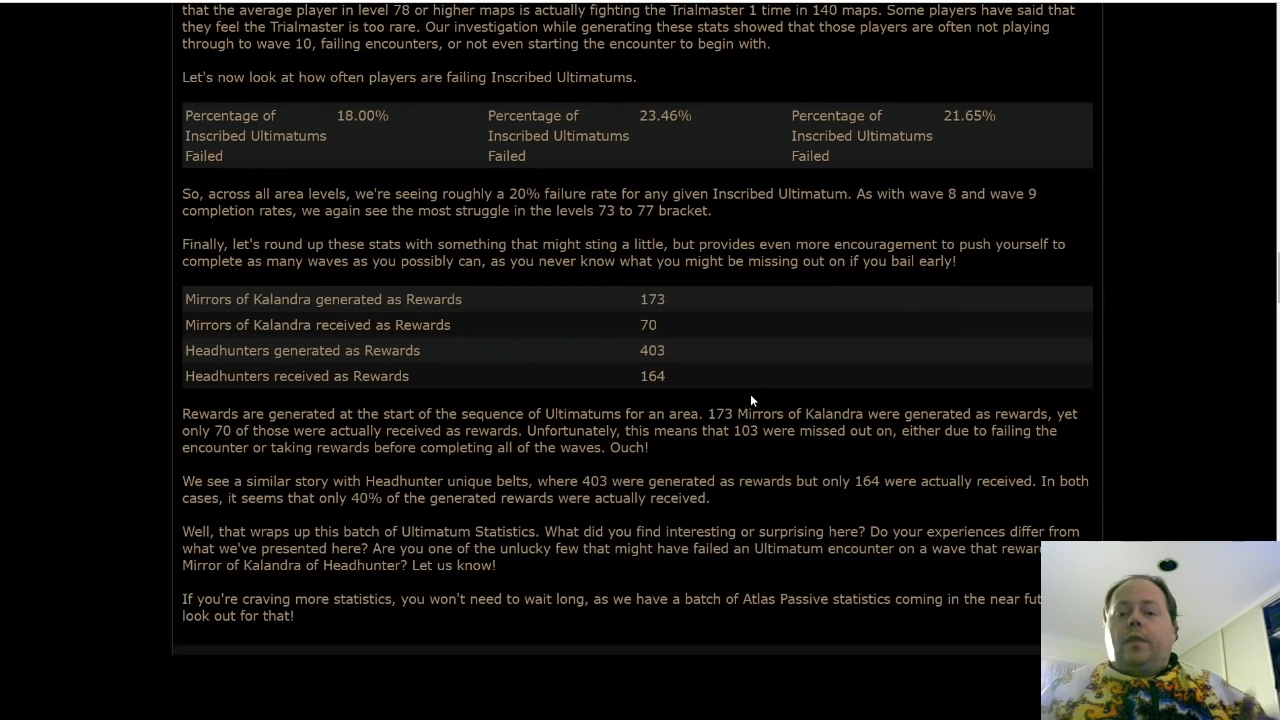 that the average player in level 78 or higher maps is actually fighting the Trialmaster 1 time in 140 maps. Some players have said that
they feel the Trialmaster is too rare. Our investigation while generating these stats showed that those players are often not playing
through to wave 10, failing encounters, or not even starting the encounter to begin with.
Let's now look at how often players are failing Inscribed Ultimatums.
Percentage of 18.00% Percentage of 23.46% Percentage of 21.65%
Inscribed Ultimatums Inscribed Ultimatums Inscribed Ultimatums
Failed Failed Failed
So, across all area levels, we're seeing roughly a 20% failure rate for any given Inscribed Ultimatum. As with wave 8 and wave 9
completion rates, we again see the most struggle in the levels 73 to 77 bracket.
Finally, let's round up these stats with something that might sting a little, but provides even more encouragement to push yourself to
complete as many waves as you possibly can, as you never know what you might be missing out on if you bail early!
Mirrors of Kalandra generated as Rewards 173
Mirrors of Kalandra received as Rewards 70
Headhunters generated as Rewards 403
Headhunters received as Rewards 164
Rewards are generated at the start of the sequence of Ultimatums for an area. 173 Mirrors of Kalandra were generated as rewards, yet
only 70 of those were actually received as rewards. Unfortunately, this means that 103 were missed out on, either due to failing the
encounter or taking rewards before completing all of the waves. Ouch!
We see a similar story with Headhunter unique belts, where 403 were generated as rewards but only 164 were actually received. In both
cases, it seems that only 40% of the generated rewards were actually received.
Well, that wraps up this batch of Ultimatum Statistics. What did you find interesting or surprising here? Do your experiences differ from
what we've presented here? Are you one of the unlucky few that might have failed an Ultimatum encounter on a wave that
Mirror of Kalandra of Headhunter? Let us know!
If you're craving more statistics, you won't need to wait long, as we have a batch of Atlas Passive statistics coming in the near
look out for that!